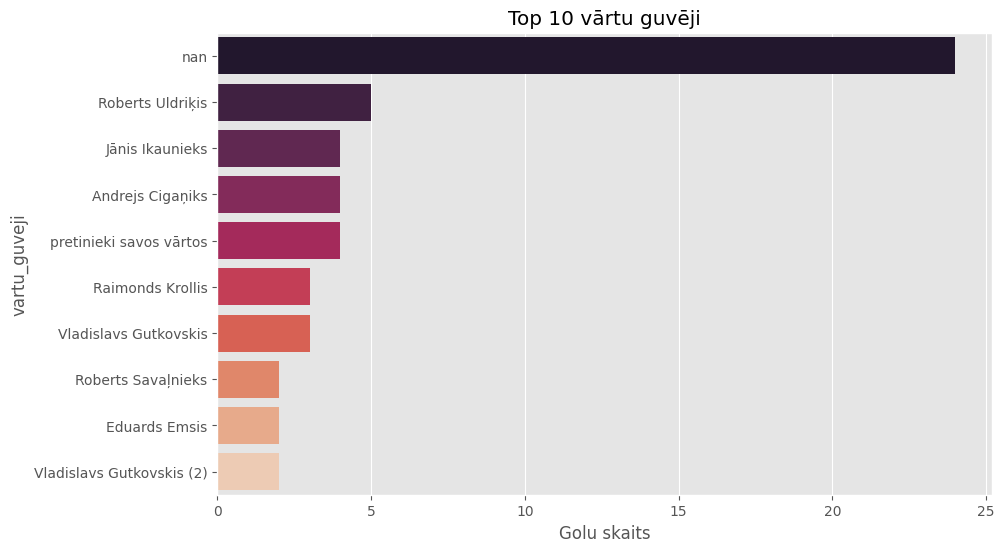 Top 10 vārtu guvēji
nan
Roberts Uldriķis
Jānis Ikaunieks
Andrejs Cigaņiks
pretinieki savos vārtos
Raimonds Krollis
Vladislavs Gutkovskis
Roberts Savaļnieks
Eduards Emsis
Vladislavs Gutkovskis (2)
vartu_guveji
0 5 10 15 20 25
Golu skaits